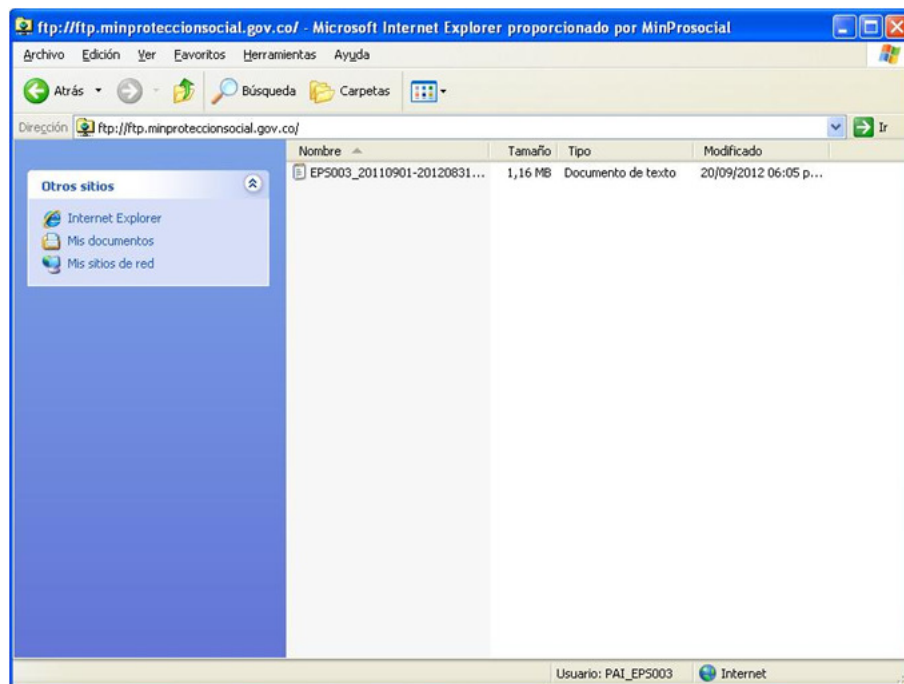 ftp://ftp.minproteccionsocial.gov.co/ - Microsoft Internet Explorer proporcionado por MinProsocial
Archivo Edición Ver Favoritos Herramientas Ayuda
Atrás Búsqueda Carpetas
Dirección ftp://ftp.minproteccionsocial.gov.co/ Ir
Nombre Tamaño Tipo Modificado
EPS003_20110901-20120831... 1,16 MB Documento de texto 20/09/2012 06:05 p...
Otros sitios
Internet Explorer
Mis documentos
Mis sitios de red
Usuario: PAI_EPS003 Internet